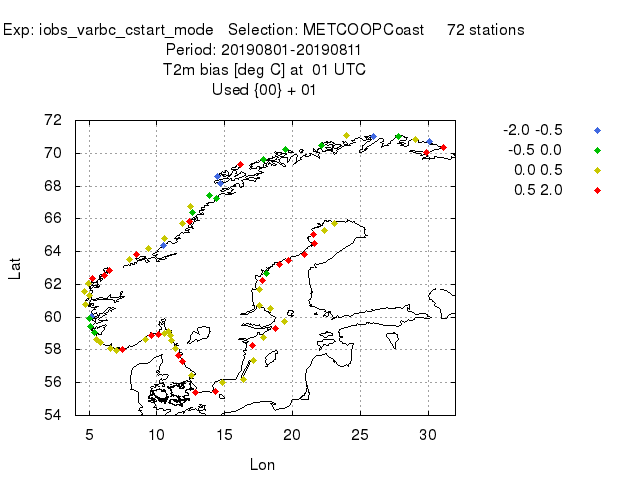 Exp: iobs_varbc_cstart_mode Selection: METCOOPCoast 72 stations
Period: 20190801-20190811
T2m bias [deg C] at 01 UTC
Used {00} + 01
-2.0 -0.5
-0.5 0.0
0.0 0.5
0.5 2.0
72
70
68
66
64
62
60
58
56
54
Lat
5 10 15 20 25 30
Lon